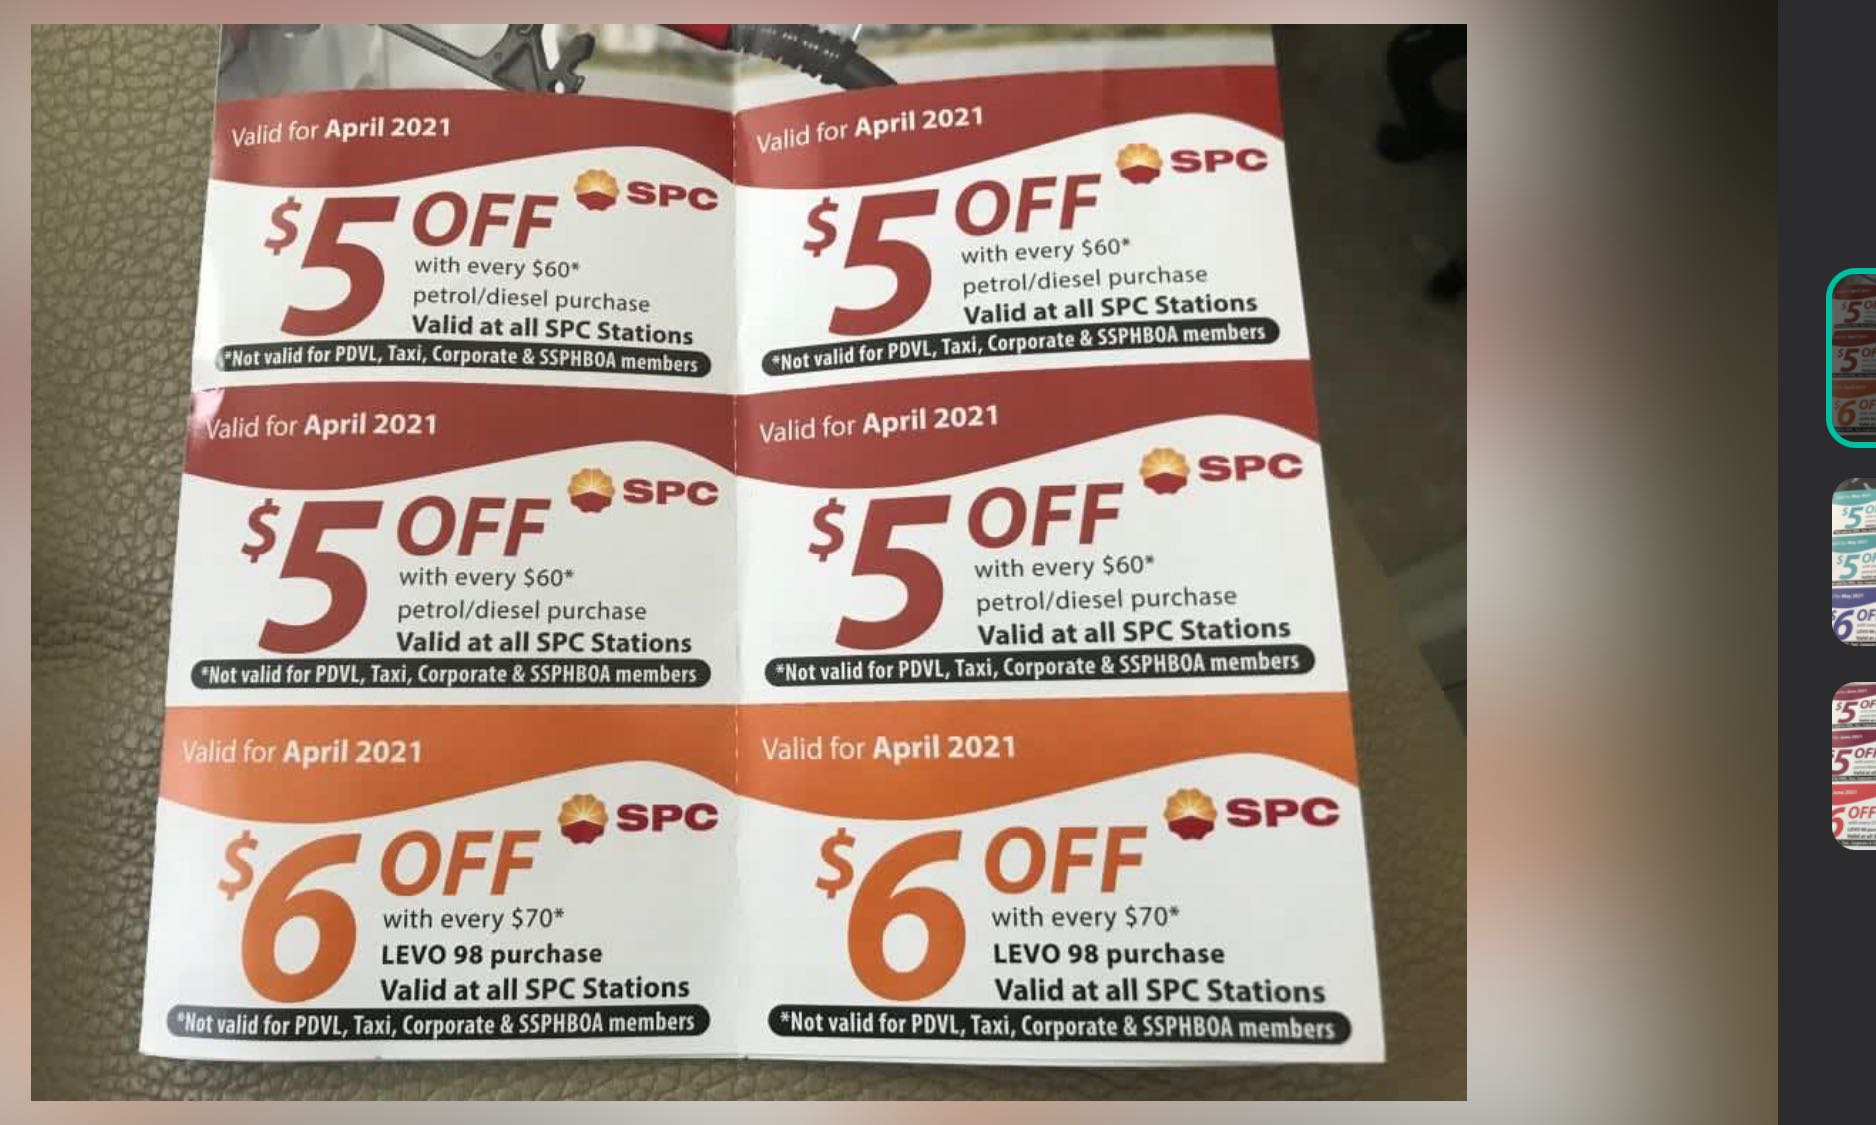 Valid for April 2021
SPC
$5 OFF
with every $60*
petrol/diesel purchase
Valid at all SPC Stations
*Not valid for PDVL, Taxi, Corporate & SSPHBOA members
Valid for April 2021
SPC
$5 OFF
with every $60*
petrol/diesel purchase
Valid at all SPC Stations
*Not valid for PDVL, Taxi, Corporate & SSPHBOA members
Valid for April 2021
SPC
$5 OFF
with every $60*
petrol/diesel purchase
Valid at all SPC Stations
*Not valid for PDVL, Taxi, Corporate & SSPHBOA members
Valid for April 2021
SPC
$5 OFF
with every $60*
petrol/diesel purchase
Valid at all SPC Stations
*Not valid for PDVL, Taxi, Corporate & SSPHBOA members
Valid for April 2021
SPC
$6 OFF
with every $70*
LEVO 98 purchase
Valid at all SPC Stations
*Not valid for PDVL, Taxi, Corporate & SSPHBOA members
Valid for April 2021
SPC
$6 OFF
with every $70*
LEVO 98 purchase
Valid at all SPC Stations
*Not valid for PDVL, Taxi, Corporate & SSPHBOA members